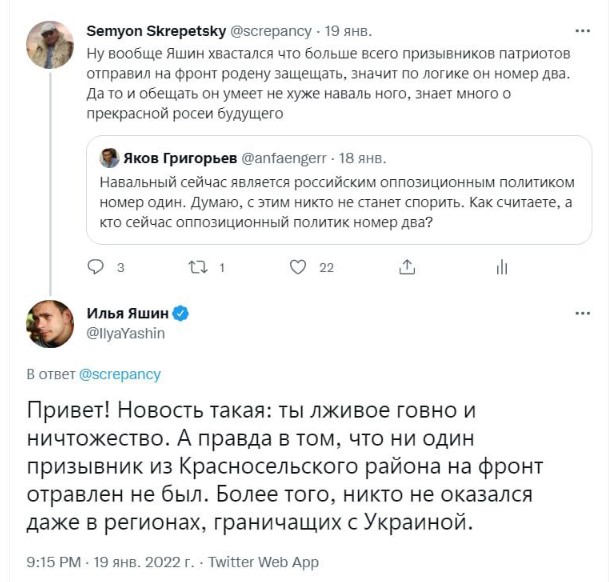 Semyon Skrepetsky @screpancy · 19 янв.
Ну вообще Яшин хвастался что больше всего призывников патриотов
отправил на фронт родену защещать, значит по логике он номер два.
Да то и обещать он умеет не хуже наваль ного, знает много о
прекрасной росеи будущего
Яков Григорьев @anfaengerr · 18 янв.
Навальный сейчас является российским оппозиционным политиком
номер один. Думаю, с этим никто не станет спорить. Как считаете, а
кто сейчас оппозиционный политик номер два?
3 1 22
Илья Яшин
@IlyaYashin
В ответ @screpancy
Привет! Новость такая: ты лживое говно и
ничтожество. А правда в том, что ни один
призывник из Красносельского района на фронт
отравлен не был. Более того, никто не оказался
даже в регионах, граничащих с Украиной.
9:15 PM · 19 янв. 2022 г. · Twitter Web App